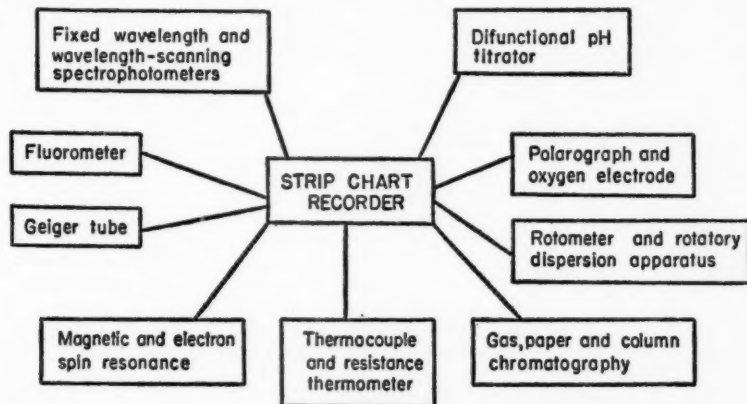 Fixed wavelength and
wavelength-scanning
spectrophotometers
Difunctional pH
titrator
Fluorometer
Polarograph and
oxygen electrode
STRIP CHART
RECORDER
Geiger tube
Rotometer and rotatory
dispersion apparatus
Magnetic and electron
spin resonance
Thermocouple
and resistance
thermometer
Gas, paper and column
chromatography